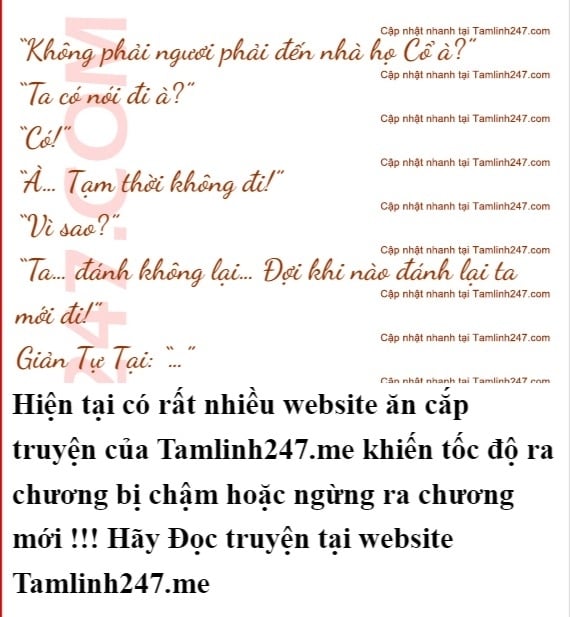 Cập nhật nhanh tại Tamlinh247.com
"Không phải ngươi phải đến nhà họ Cổ à?"
Cập nhật nhanh tại Tamlinh247.com
"Ta có nói đi à?"
Cập nhật nhanh tại Tamlinh247.com
"Có!"
Cập nhật nhanh tại Tamlinh247.com
"À... Tạm thời không đi!"
Cập nhật nhanh tại Tamlinh247.com
"Vì sao?"
Cập nhật nhanh tại Tamlinh247.com
"Ta... đánh không lại... Đợi khi nào đánh lại ta
Cập nhật nhanh tại Tamlinh247.com
mới đi!"
Cập nhật nhanh tại Tamlinh247.com
Giản Tự Tại: "..."
Cập nhật nhanh tại Tamlinh247.com
247.COM
Hiện tại có rất nhiều website ăn cắp
truyện của Tamlinh247.me khiến tốc độ ra
chương bị chậm hoặc ngừng ra chương
mới !!! Hãy Đọc truyện tại website
Tamlinh247.me